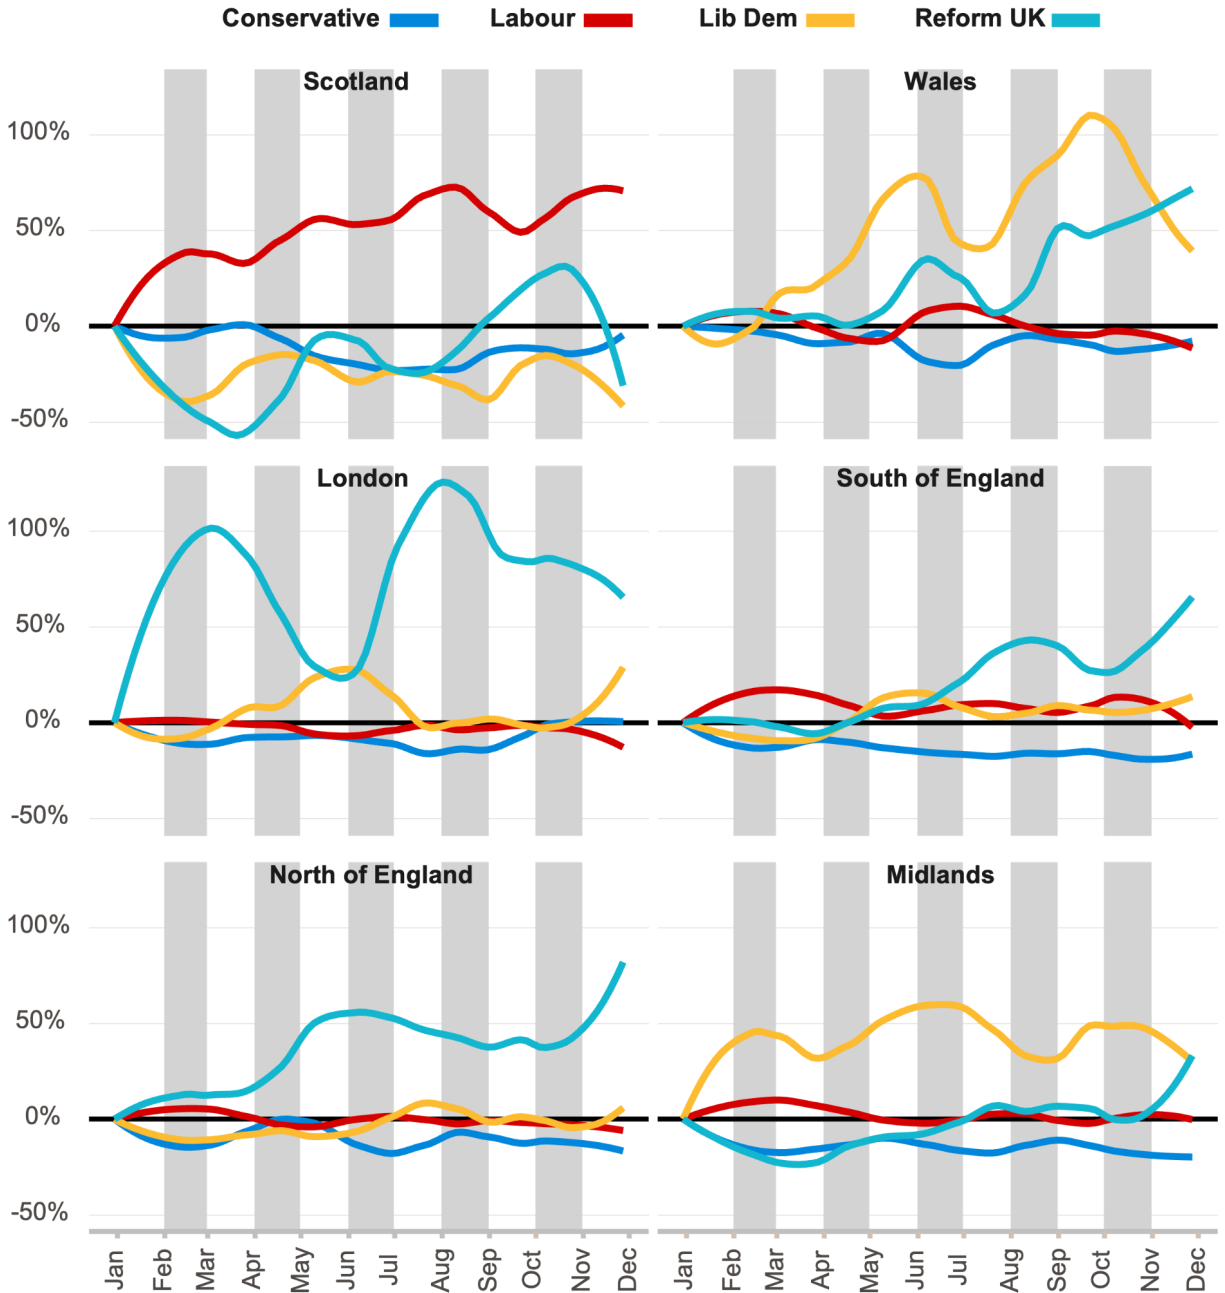 Conservative Labour Lib Dem Reform UK
Scotland Wales
100%
50%
0%
-50%
London South of England
100%
50%
0%
-50%
North of England Midlands
100%
50%
0%
-50%
Jan Feb Mar Apr May Jun Jul Aug Sep Oct Nov Dec Jan Feb Mar Apr May Jun Jul Aug Sep Oct Nov Dec